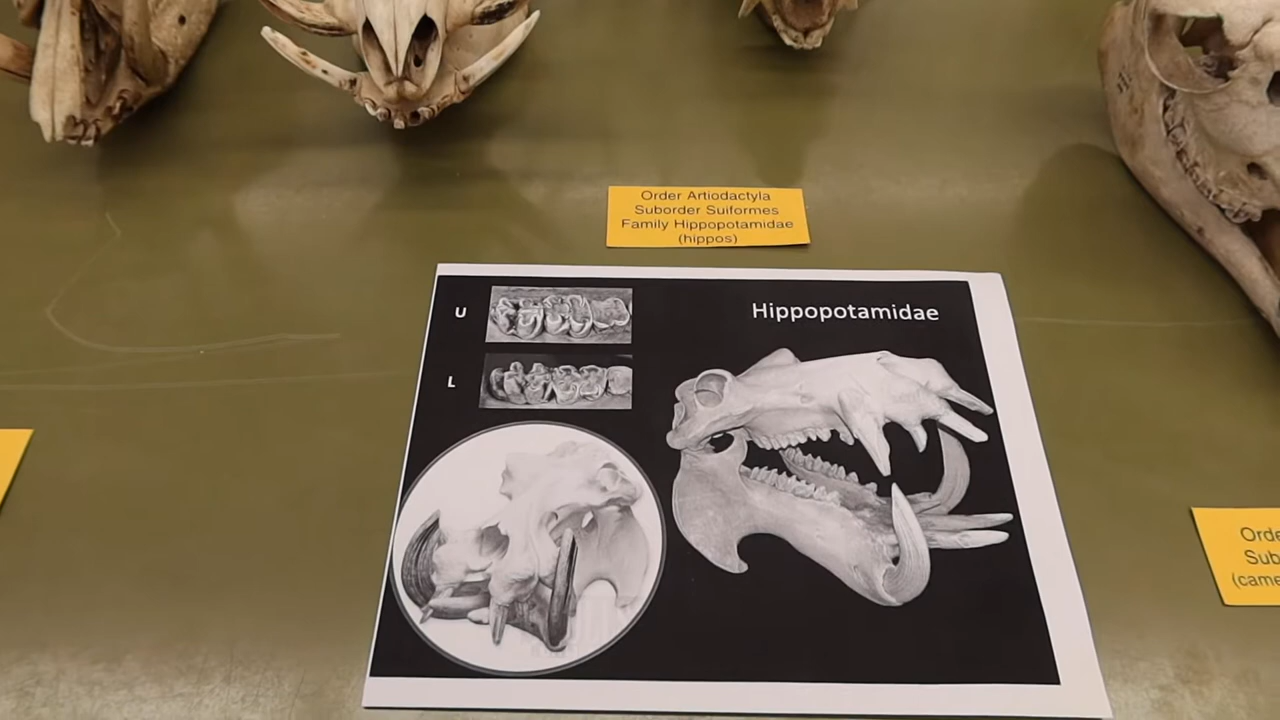 Order Artiodactyla
Suborder Suiformes
Family Hippopotamidae
(hippos)
U
Hippopotamidae
L